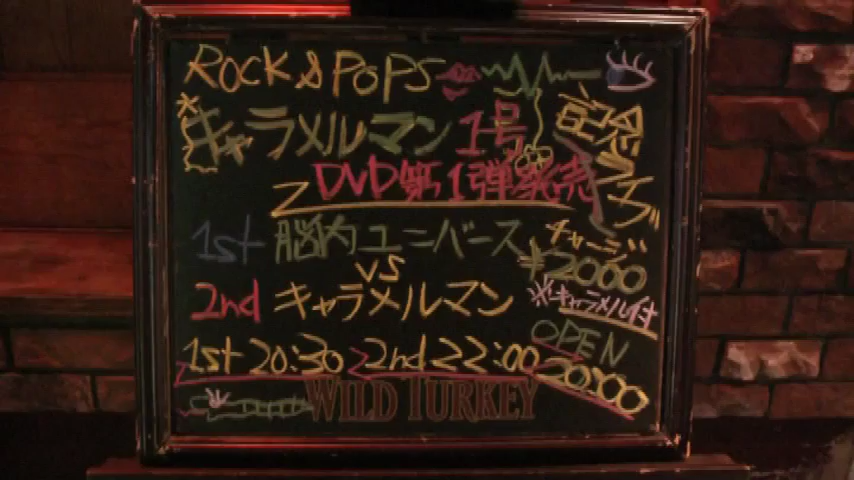 ROCK & POPS
キャラメルマン1号
DVD第1弾発売
記念
ライブ
1st 脳内ユニバース
VS
2nd キャラメルマン
チャージ
¥2000
※キャラメル付
1st 20:30 2nd 22:00
OPEN
20:00
WILD TURKEY